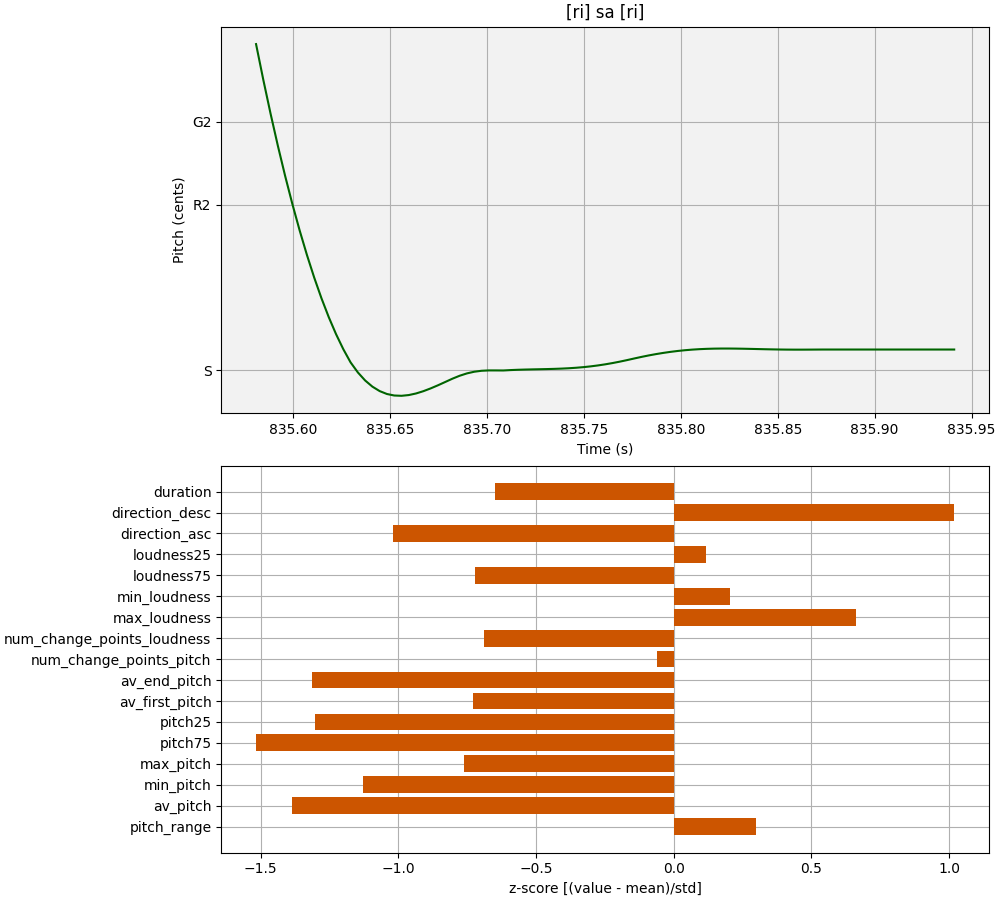 [ri] sa [ri]
G2
R2
S
Pitch (cents)
835.60 835.65 835.70 835.75 835.80 835.85 835.90 835.95
Time (s)
duration
direction_desc
direction_asc
loudness25
loudness75
min_loudness
max_loudness
num_change_points_loudness
num_change_points_pitch
av_end_pitch
av_first_pitch
pitch25
pitch75
max_pitch
min_pitch
av_pitch
pitch_range
−1.5 −1.0 −0.5 0.0 0.5 1.0
z-score [(value - mean)/std]